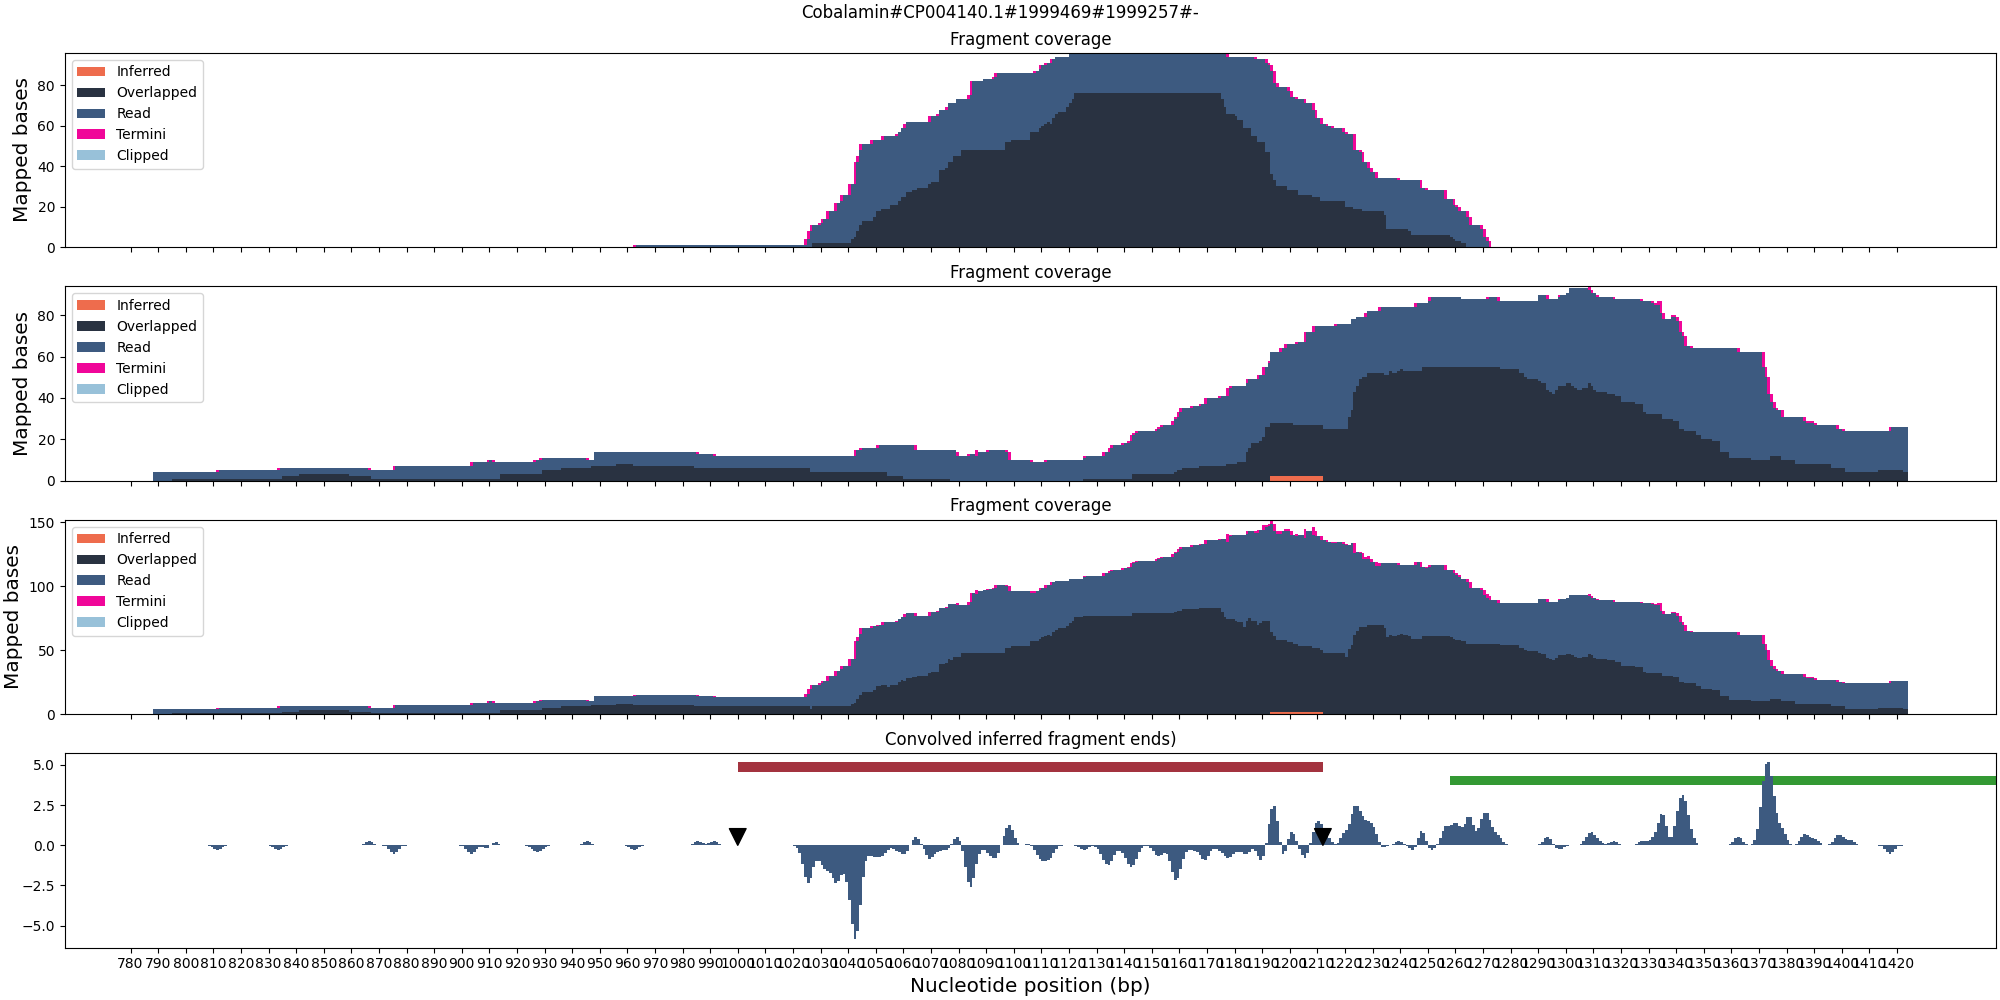 Cobalamin#CP004140.1#1999469#1999257#-
Fragment coverage
Mapped bases
80
60
40
20
0
Inferred
Overlapped
Read
Termini
Clipped
Fragment coverage
Mapped bases
80
60
40
20
0
Inferred
Overlapped
Read
Termini
Clipped
Fragment coverage
Mapped bases
150
100
50
0
Inferred
Overlapped
Read
Termini
Clipped
Convolved inferred fragment ends)
5.0
2.5
0.0
−2.5
−5.0
780 790 800 810 820 830 840 850 860 870 880 890 900 910 920 930 940 950 960 970 980 990 1000 1010 1020 1030 1040 1050 1060 1070 1080 1090 1100 1110 1120 1130 1140 1150 1160 1170 1180 1190 1200 1210 1220 1230 1240 1250 1260 1270 1280 1290 1300 1310 1320 1330 1340 1350 1360 1370 1380 1390 1400 1410 1420
Nucleotide position (bp)